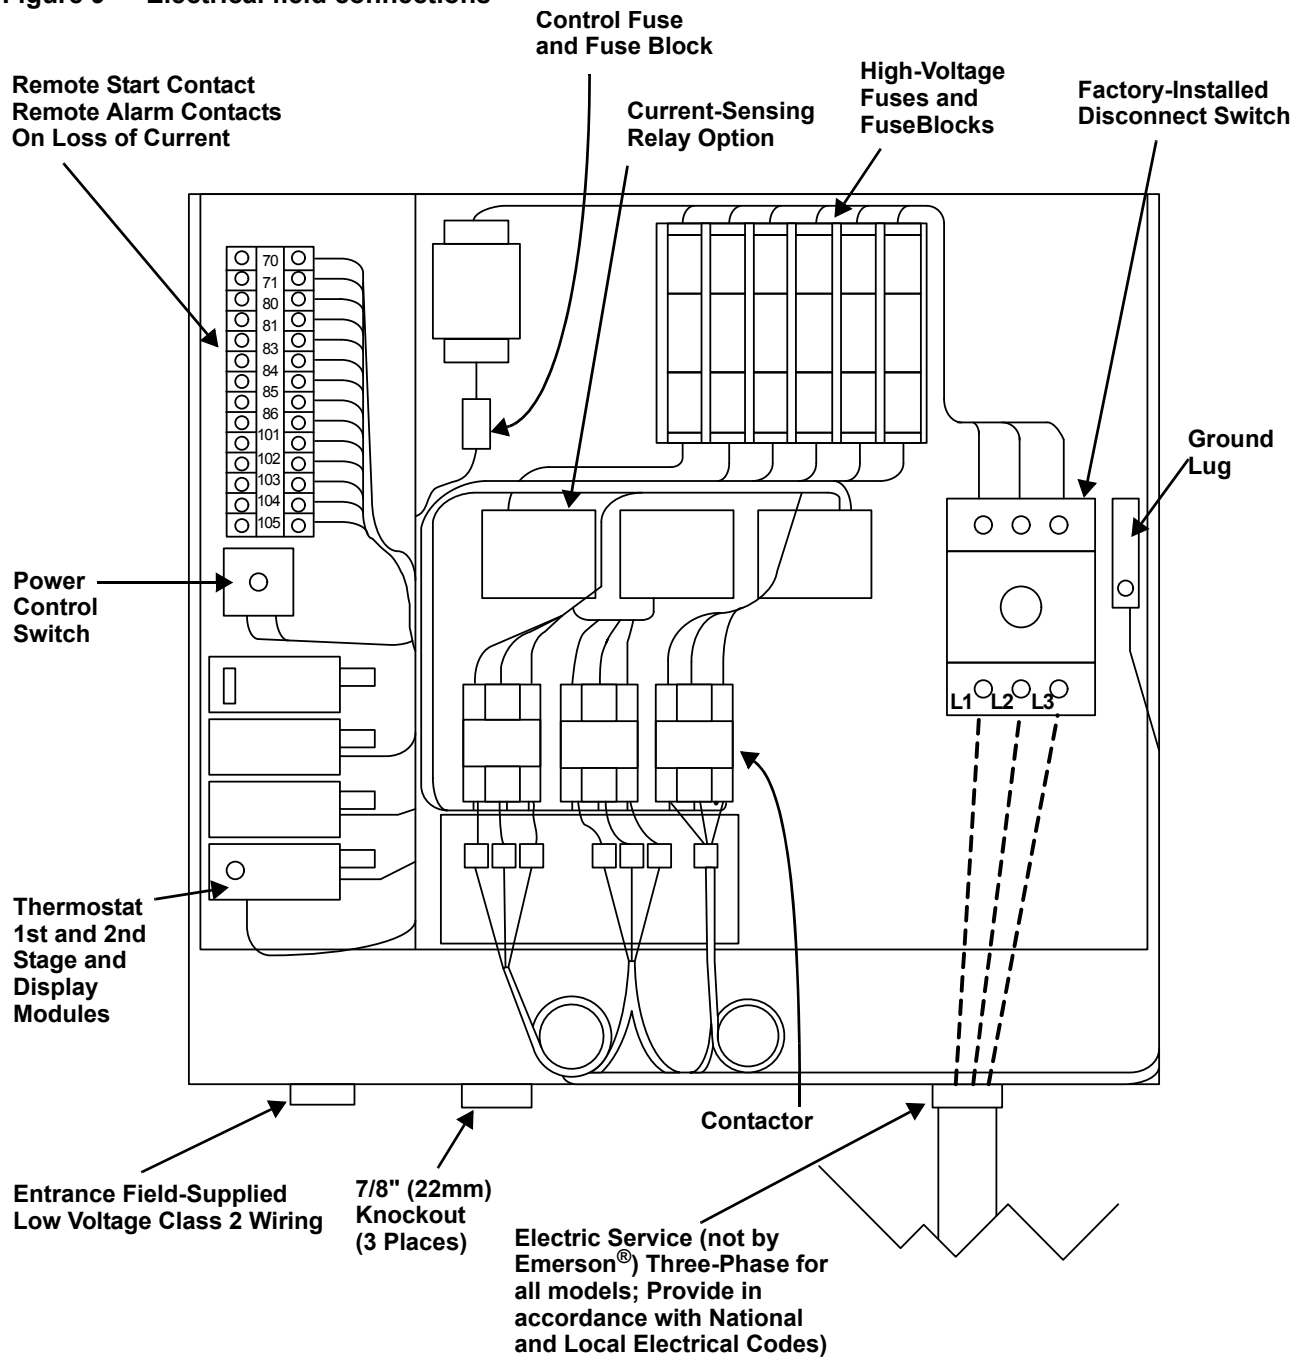 Electrical field connections
Control Fuse
and Fuse Block
Remote Start Contact
Remote Alarm Contacts
On Loss of Current
Current-Sensing
Relay Option
High-Voltage
Fuses and
FuseBlocks
Factory-Installed
Disconnect Switch
70
71
80
81
83
84
85
86
101
102
103
104
105
Ground
Lug
Power
Control
Switch
L1 L2 L3
Thermostat
1st and 2nd
Stage and
Display
Modules
Contactor
Entrance Field-Supplied
Low Voltage Class 2 Wiring
7/8" (22mm)
Knockout
(3 Places)
Electric Service (not by
Emerson®) Three-Phase for
all models; Provide in
accordance with National
and Local Electrical Codes)